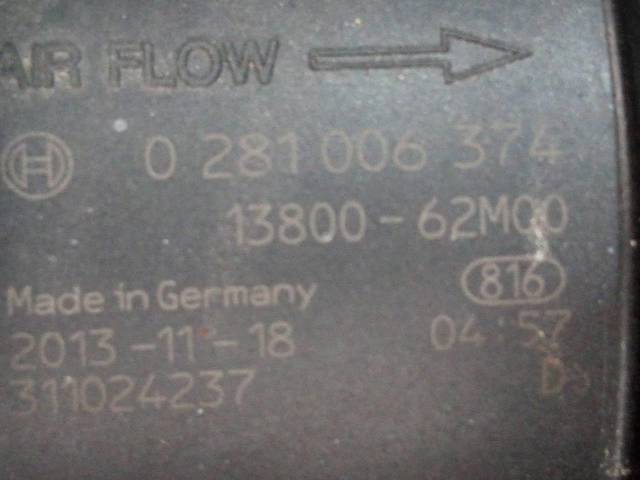 AIR FLOW
0 281 006 374
13800-62M00
816
Made in Germany
2013-11-18 04:57
311024237 D